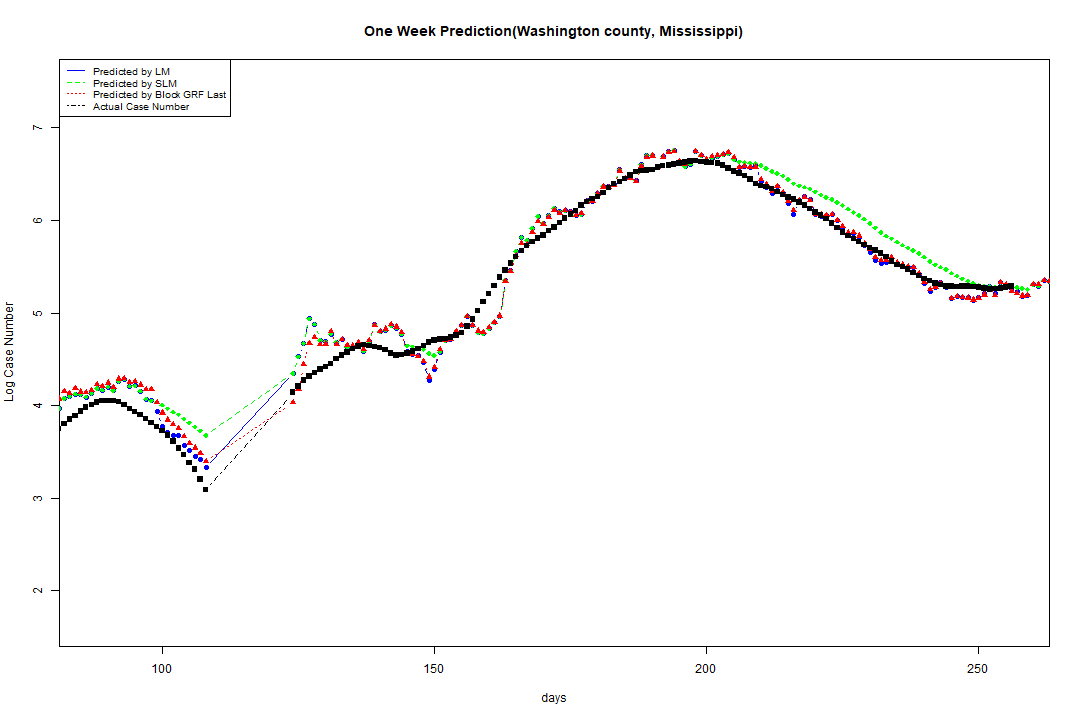 One Week Prediction(Washington county, Mississippi)
Predicted by LM
Predicted by SLM
Predicted by Block GRF Last
Actual Case Number
7
6
5
4
3
2
Log Case Number
100 150 200 250
days